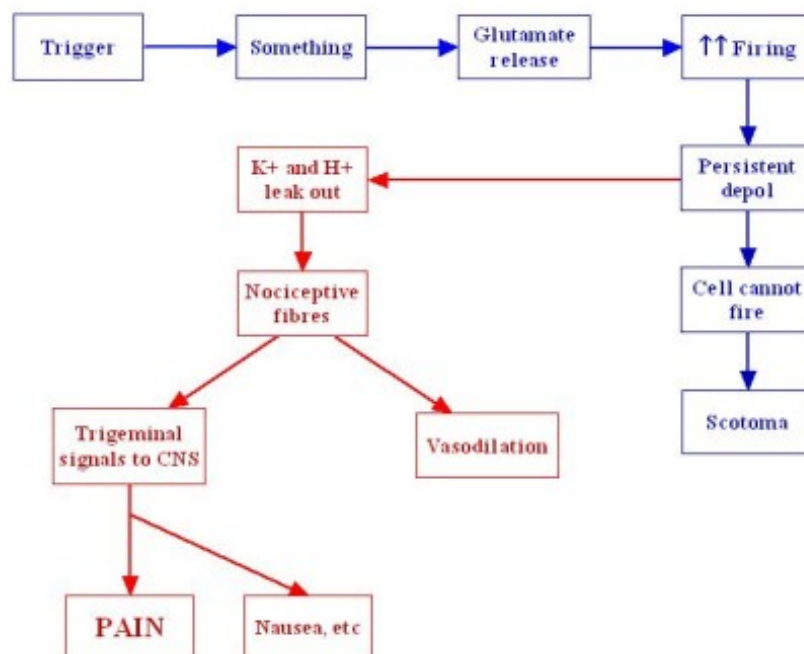 Trigger
Something
Glutamate
release
↑↑ Firing
K+ and H+
leak out
Persistent
depol
Nociceptive
fibres
Cell cannot
fire
Trigeminal
signals to CNS
Vasodilation
Scotoma
PAIN
Nausea, etc